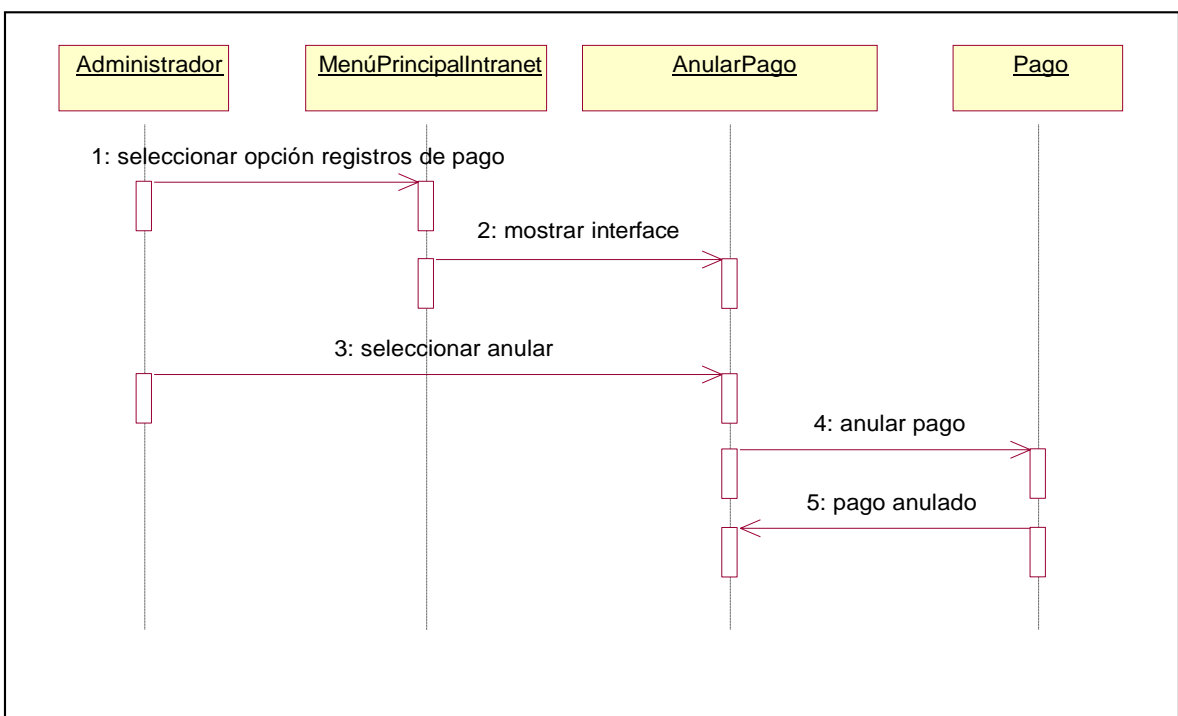 Administrador
MenúPrincipalIntranet
AnularPago
Pago
1: seleccionar opción registros de pago
2: mostrar interface
3: seleccionar anular
4: anular pago
5: pago anulado